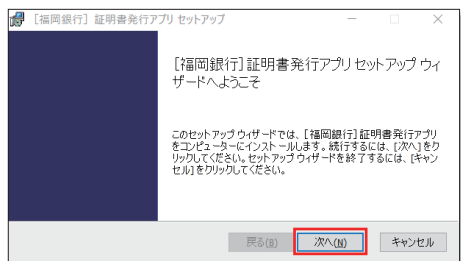 [福岡銀行] 証明書発行アプリ セットアップ
[福岡銀行] 証明書発行アプリ セットアップ ウィ
ザードへようこそ
このセットアップ ウィザードでは、[福岡銀行] 証明書発行アプリ
をコンピューターにインストールします。続行するには、[次へ] をク
リックしてください。セットアップ ウィザードを終了するには、[キャン
セル] をクリックしてください。
戻る(B) 次へ(N) キャンセル